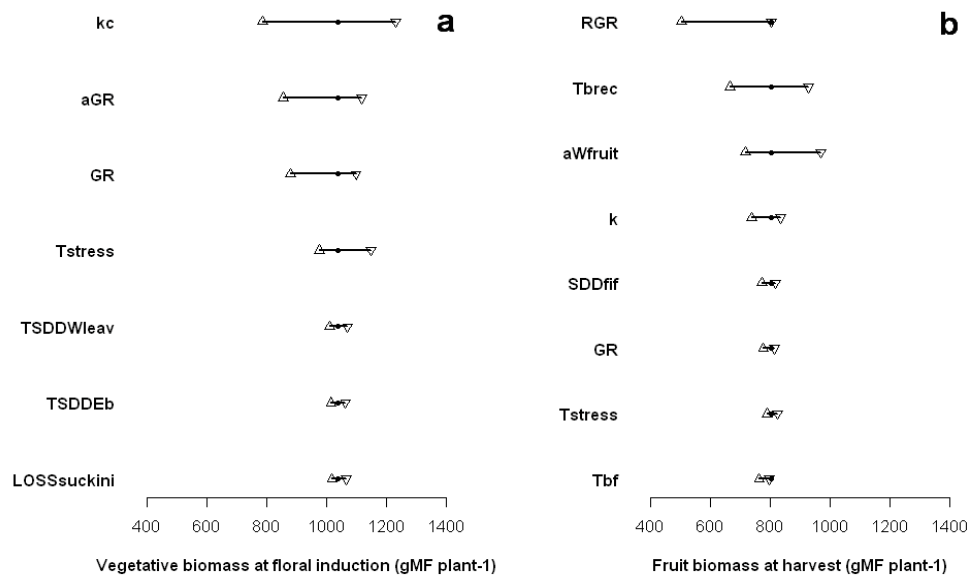 a
kc
aGR
GR
Tstress
TSDDWleav
TSDDEb
LOSSsuckini
400 600 800 1000 1200 1400
Vegetative biomass at floral induction (gMF plant-1)
b
RGR
Tbrec
aWfruit
k
SDDfif
GR
Tstress
Tbf
400 600 800 1000 1200 1400
Fruit biomass at harvest (gMF plant-1)